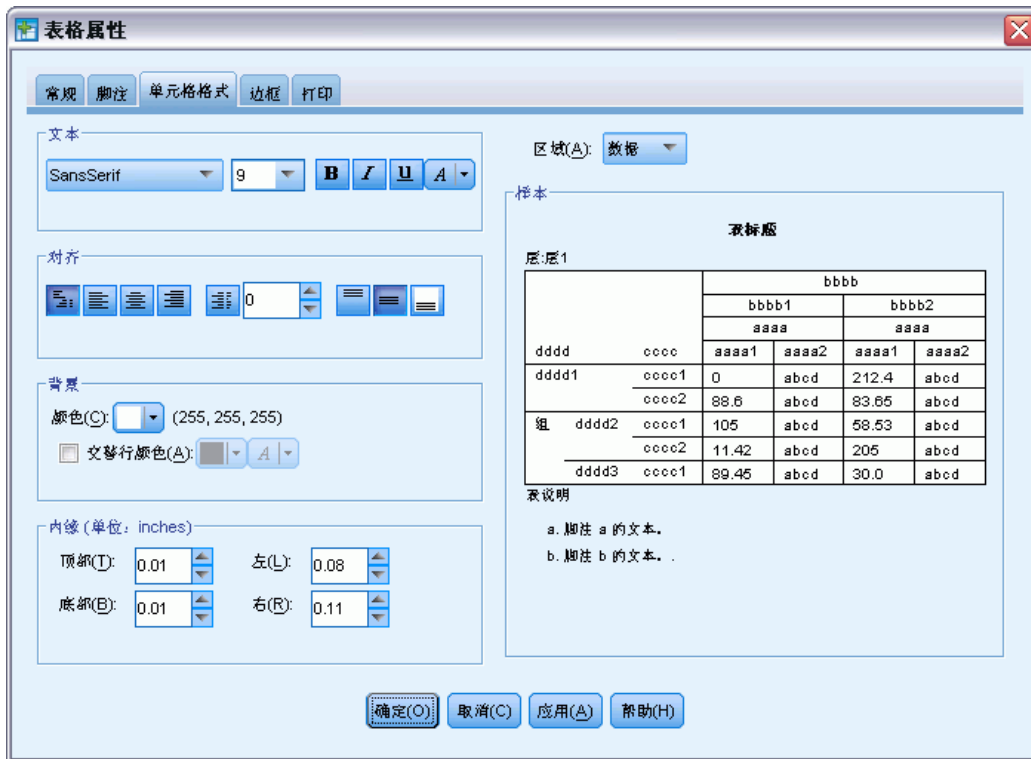 表格属性
常规 脚注 单元格格式 边框 打印
文本
SansSerif 9 B I U A
对齐
0
背景
颜色(C): (255, 255, 255)
交替行颜色(A): A
内缘 (单位: inches)
顶部(T): 0.01 左(L): 0.08
底部(B): 0.01 右(R): 0.11
区域(A): 数据
样本
表标题
层:层1
bbbb
bbbb1 bbbb2
aaaa aaaa
dddd cccc aaaa1 aaaa2 aaaa1 aaaa2
dddd1 cccc1 0 abcd 212.4 abcd
cccc2 88.6 abcd 83.65 abcd
组 dddd2 cccc1 105 abcd 58.53 abcd
cccc2 11.42 abcd 205 abcd
dddd3 cccc1 89.45 abcd 30.0 abcd
表说明
a. 脚注 a 的文本。
b. 脚注 b 的文本。.
确定(O) 取消(C) 应用(A) 帮助(H)